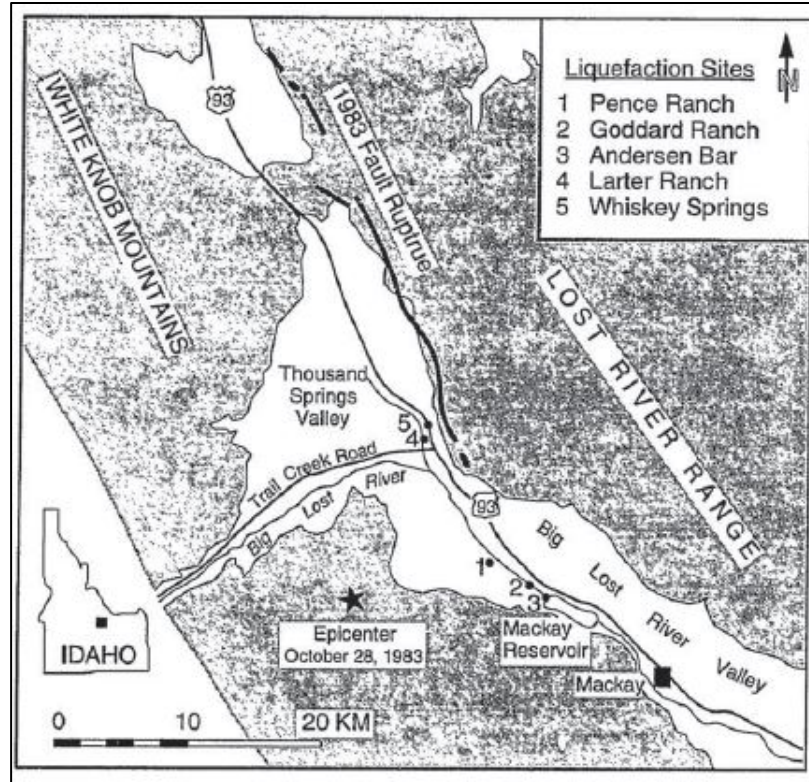 Liquefaction Sites
1 Pence Ranch
2 Goddard Ranch
3 Andersen Bar
4 Larter Ranch
5 Whiskey Springs
N
93
WHITE KNOB MOUNTAINS
1983 Fault Ruptrue
LOST RIVER RANGE
Thousand
Springs
Valley
5
4
Trail Creek Road
Big Lost River
93
Big Lost River Valley
1
2
3
Epicenter
October 28, 1983
Mackay
Reservoir
Mackay
IDAHO
0 10 20 KM